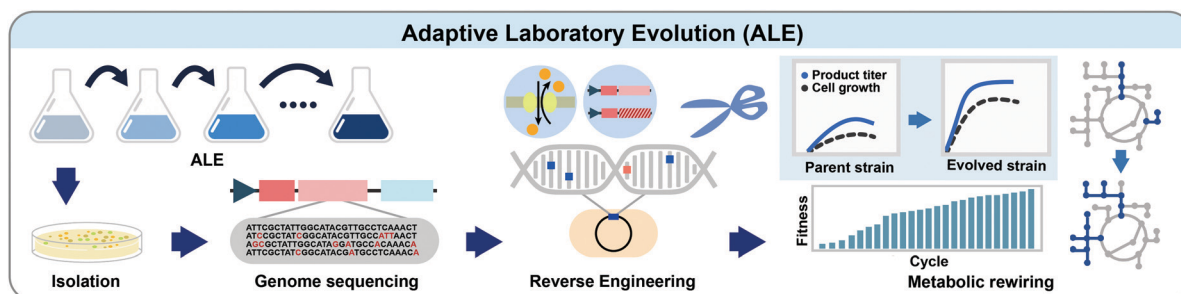 Adaptive Laboratory Evolution (ALE)
ALE
Isolation
ATTCGCTATTGGCATACGTTGCCTCAAACT
ATCCGCTATCGGCATACGTTGCCATTAACT
AGCGCTATTGGCATAGGATGCCACAAACA
ATTCGCTATCGGCATACGATGCCTCAAACA
Genome sequencing
Reverse Engineering
Product titer
Cell growth
Parent strain
Evolved strain
Fitness
Cycle
Metabolic rewiring